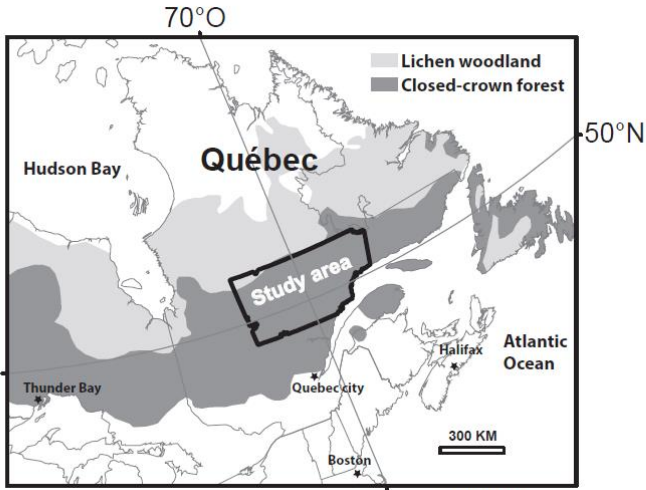 70°O
Lichen woodland
Closed-crown forest
50°N
Hudson Bay
Québec
Study area
Atlantic
Ocean
Halifax
Thunder Bay
Quebec city
300 KM
Boston